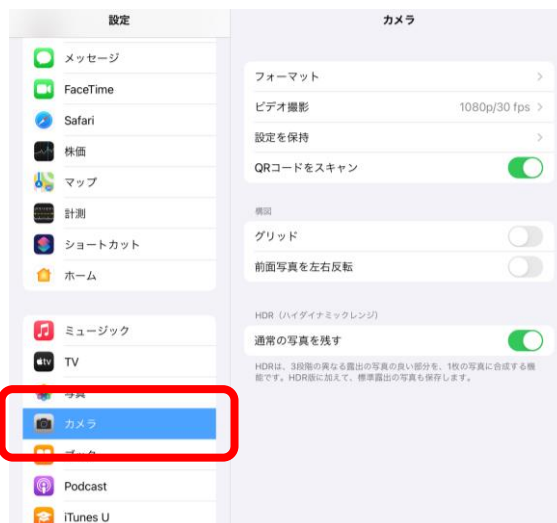 設定
メッセージ
FaceTime
Safari
株価
マップ
計測
ショートカット
ホーム
ミュージック
tv
TV
写真
カメラ
ブック
Podcast
iTunes U
カメラ
フォーマット
ビデオ撮影 1080p/30 fps
設定を保持
QRコードをスキャン
構図
グリッド
前面写真を左右反転
HDR（ハイダイナミックレンジ）
通常の写真を残す
HDRは、3段階の異なる露出の写真の良い部分を、1枚の写真に合成する機
能です。HDR版に加えて、標準露出の写真も保存します。